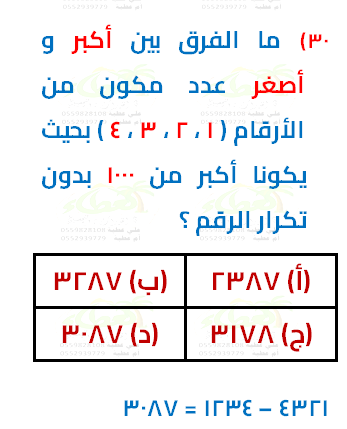 ٣٠) ما الفرق بين أكبر و
أصغر عدد مكون من
الأرقام ( ١ ، ٢ ، ٣ ، ٤ ) بحيث
يكونا أكبر من ١٠٠٠ بدون
تكرار الرقم ؟
(أ) ٢٣٨٧ (ب) ٣٢٨٧
(ج) ٣١٧٨ (د) ٣٠٨٧
٤٣٢١ – ١٢٣٤ = ٣٠٨٧